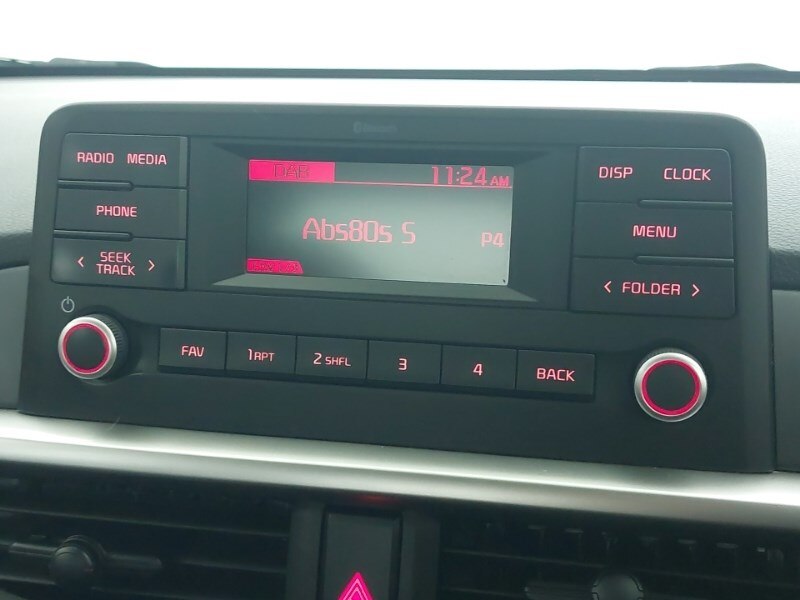 Bluetooth
RADIO MEDIA
DAB
11:24 AM
DISP CLOCK
PHONE
Abs80s S
P4
MENU
< SEEK TRACK >
< FOLDER >
FAV
1 RPT
2 SHFL
3
4
BACK